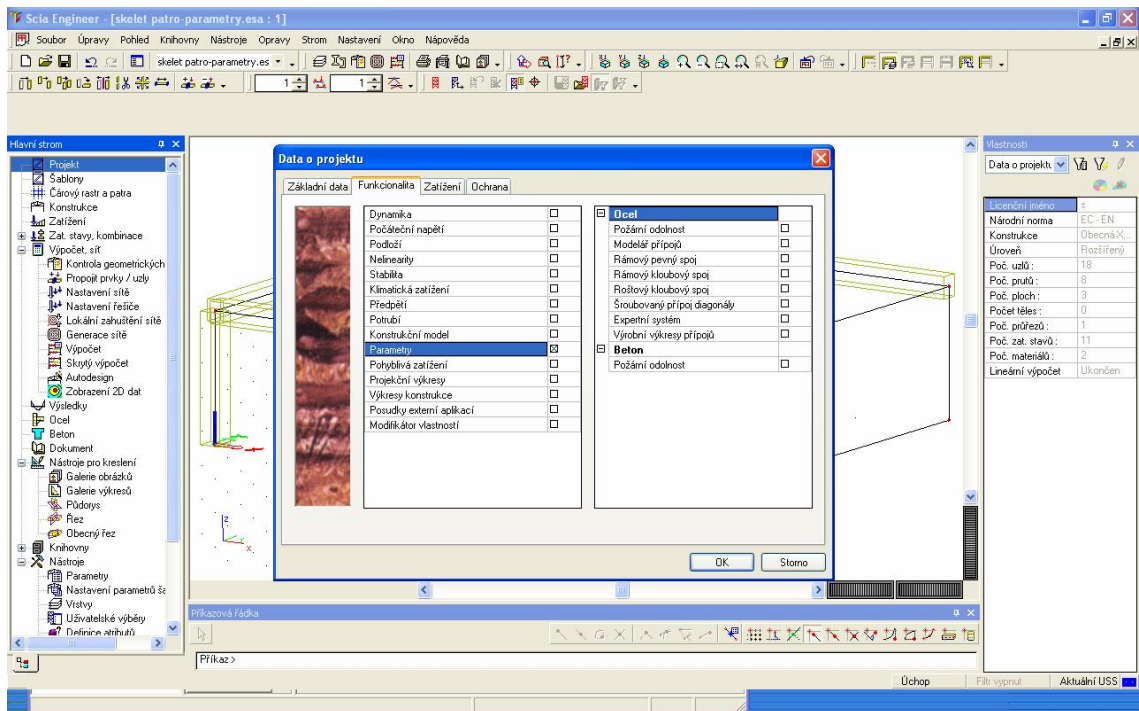 Scia Engineer - [skelet patro-parametry.esa : 1]
Soubor Úpravy Pohled Knihovny Nástroje Opravy Strom Nastavení Okno Nápověda
skelet patro-parametry.es
1 1
Hlavní strom
Projekt
Šablony
Čárový rastr a patra
Konstrukce
Zatížení
Zat. stavy, kombinace
Výpočet, síť
Kontrola geometrických
Propojit prvky / uzly
Nastavení sítě
Nastavení řešiče
Lokální zahuštění sítě
Generace sítě
Výpočet
Skrytý výpočet
Autodesign
Zobrazení 2D dat
Výsledky
Ocel
Beton
Dokument
Nástroje pro kreslení
Galerie obrázků
Galerie výkresů
Půdorys
Řez
Obecný řez
Knihovny
Nástroje
Parametry
Nastavení parametrů ša
Vrstvy
Uživatelské výběry
Definice atributů
Data o projektu
Základní data Funkcionalita Zatížení Ochrana
Dynamika
Počáteční napětí
Podloží
Nelinearity
Stabilita
Klimatická zatížení
Předpětí
Potrubí
Konstrukční model
Parametry
Pohyblivá zatížení
Projekční výkresy
Výkresy konstrukce
Posudky externí aplikací
Modifikátor vlastností
Ocel
Požární odolnost
Modelář přípojů
Rámový pevný spoj
Rámový kloubový spoj
Roštový kloubový spoj
Šroubovaný přípoj diagonály
Expertní systém
Výrobní výkresy přípojů
Beton
Požární odolnost
OK Storno
z
Y
x
Vlastnosti
Data o projektu
Licenční jméno s
Národní norma EC - EN
Konstrukce Obecná X...
Úroveň Rozšířený
Poč. uzlů : 18
Poč. prutů : 8
Poč. ploch : 3
Počet těles : 0
Poč. průřezů : 1
Poč. zat. stavů : 11
Poč. materiálů : 2
Lineární výpočet Ukončen
Příkazová řádka
Příkaz >
Úchop Filtr vypnut Aktuální USS